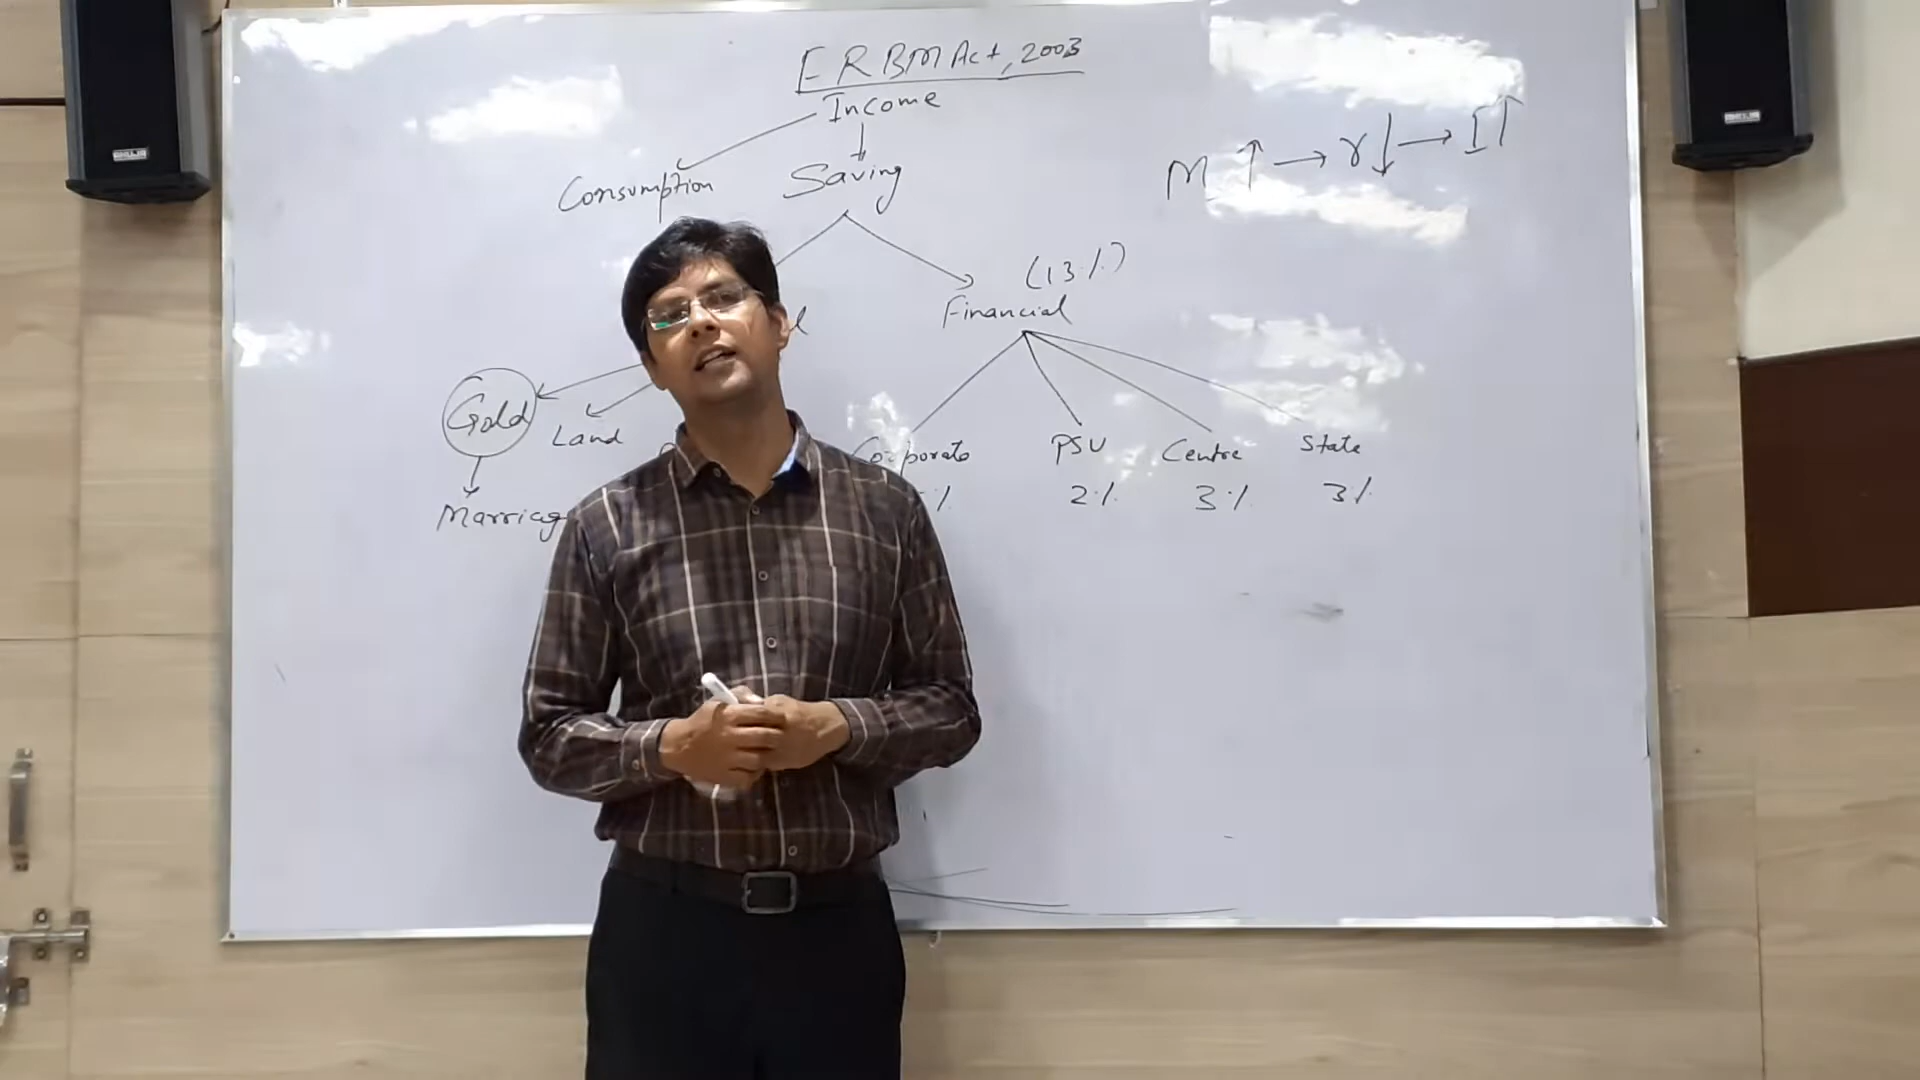 FRBM Act, 2003
Income
M↑ → r↓ → I↑
Consumption Saving
(13%)
Financial
Gold Land Corporate PSU Centre State
2% 3% 3%
Marriage